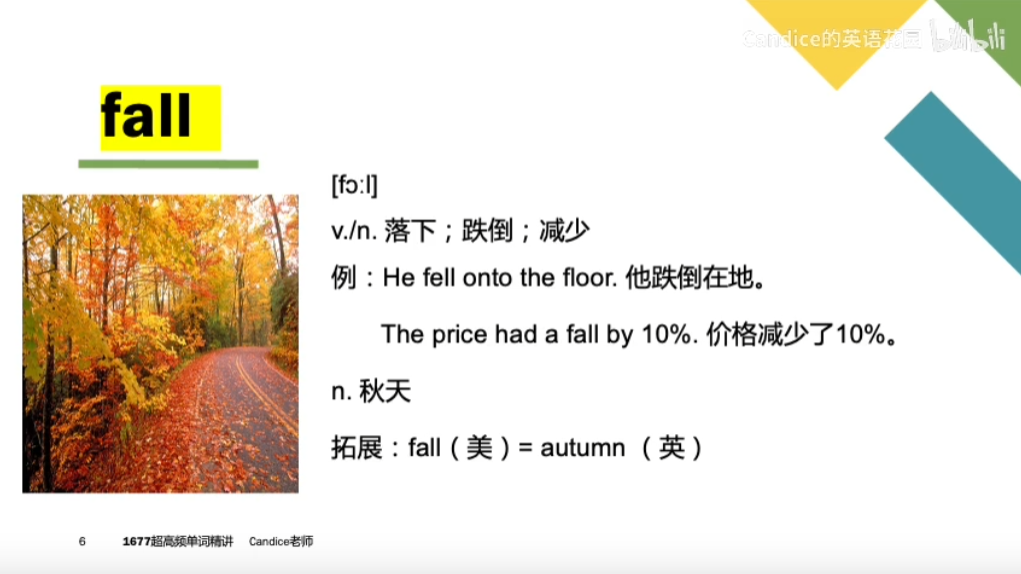 Candice的英语花园 bilibili
fall
[fɔ:l]
v./n. 落下；跌倒；减少
例：He fell onto the floor. 他跌倒在地。
The price had a fall by 10%. 价格减少了10%。
n. 秋天
拓展：fall（美）= autumn （英）
6 1677超高频单词精讲 Candice老师